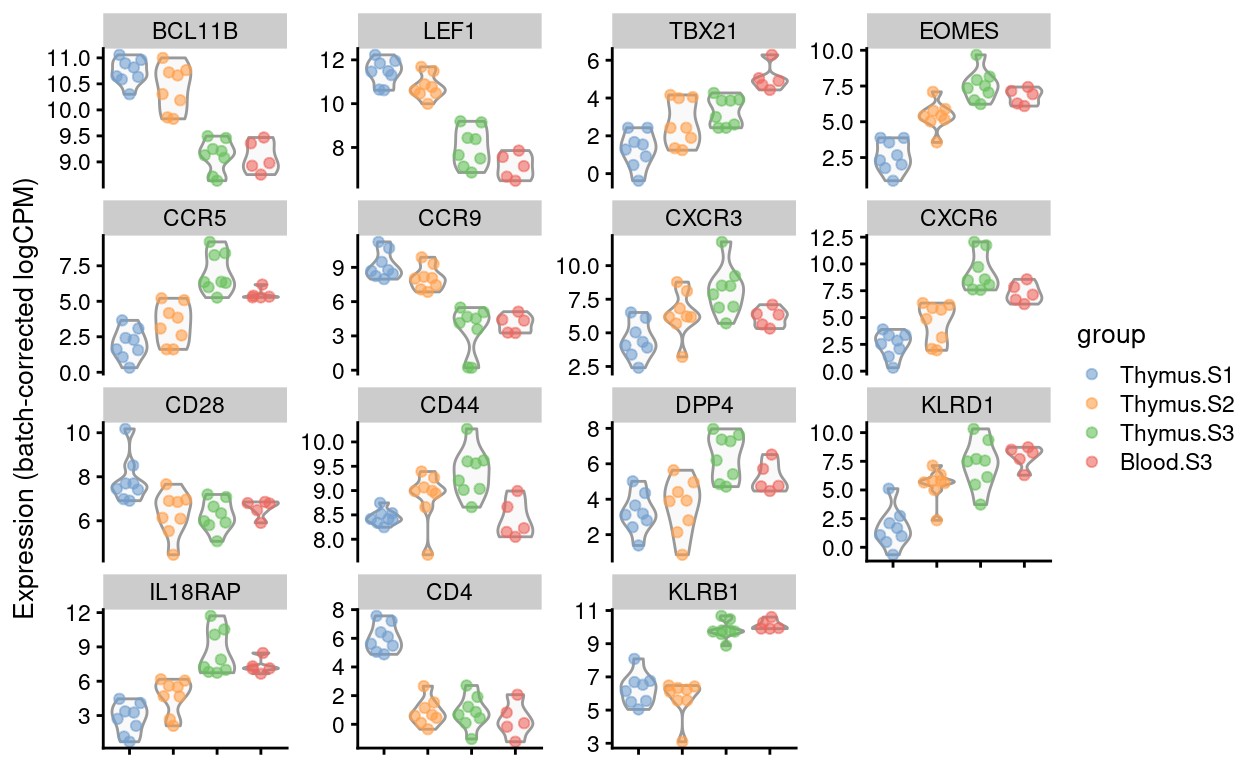 BCL11B LEF1 TBX21 EOMES
11.0 10.5 10.0 9.5 9.0
12 10 8
6 4 2 0
10.0 7.5 5.0 2.5
CCR5 CCR9 CXCR3 CXCR6
7.5 5.0 2.5 0.0
9 6 3 0
10.0 7.5 5.0 2.5
12.5 10.0 7.5 5.0 2.5 0.0
CD28 CD44 DPP4 KLRD1
10 8 6
10.0 9.5 9.0 8.5 8.0
8 6 4 2
10.0 7.5 5.0 2.5 0.0
IL18RAP CD4 KLRB1
12 9 6 3
8 6 4 2 0
11 9 7 5 3
Expression (batch-corrected logCPM)
group
Thymus.S1
Thymus.S2
Thymus.S3
Blood.S3